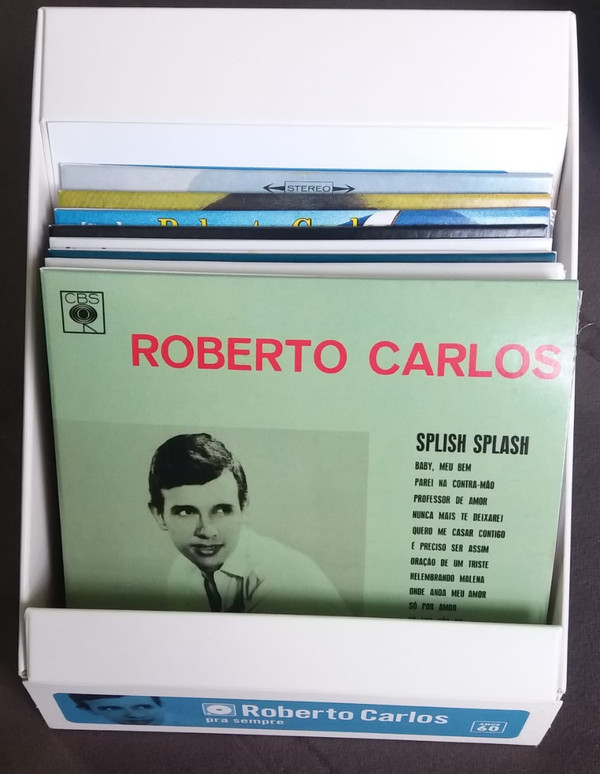 STEREO
CBS
ROBERTO CARLOS
SPLISH SPLASH
BABY, MEU BEM
PAREI NA CONTRA-MÃO
PROFESSOR DE AMOR
NUNCA MAIS TE DEIXAREI
QUERO ME CASAR CONTIGO
E PRECISO SER ASSIM
ORAÇÃO DE UM TRISTE
RELEMBRANDO MALENA
ONDE ANDA MEU AMOR
SÓ POR AMOR
Roberto Carlos
pra sempre
ANOS
60